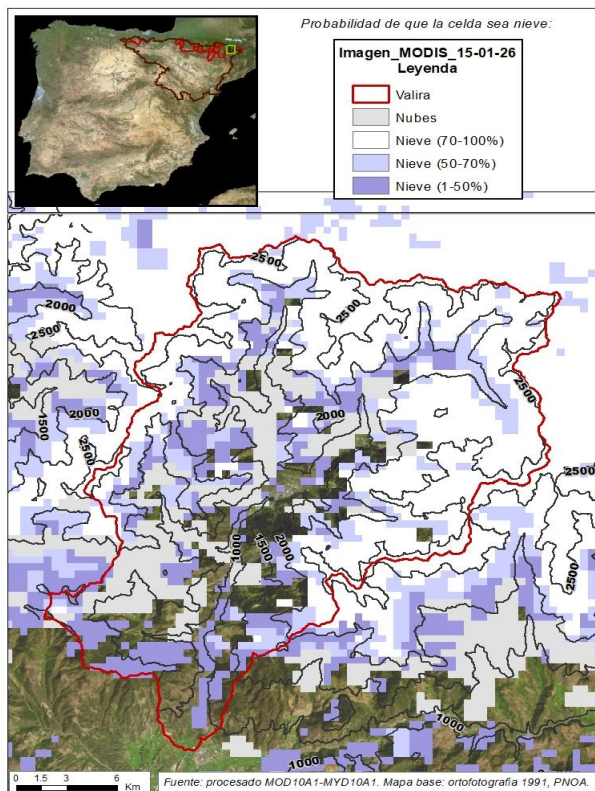 Probabilidad de que la celda sea nieve:
Imagen_MODIS_15-01-26
Leyenda
Valira
Nubes
Nieve (70-100%)
Nieve (50-70%)
Nieve (1-50%)
2500
2500
2000
2500
2500
2000
1500
2000
2500
2500
1000
1500
2000
2500
1000
1000
0 1.5 3 6
Km
Fuente: procesado MOD10A1-MYD10A1. Mapa base: ortofotografia 1991, PNOA.